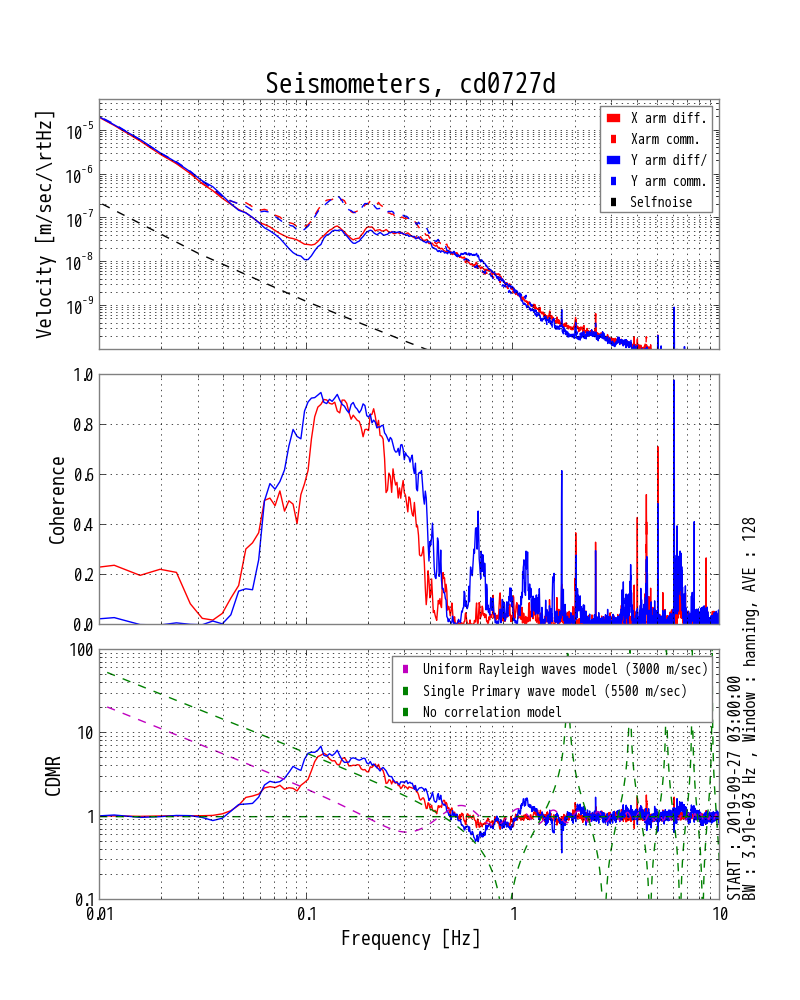 Seismometers, cd0727d
Velocity [m/sec/\rtHz]
10^-5
10^-6
10^-7
10^-8
10^-9
X arm diff.
Xarm comm.
Y arm diff/
Y arm comm.
Selfnoise
Coherence
1.0
0.8
0.6
0.4
0.2
0.0
CDMR
100
10
1
0.1
Uniform Rayleigh waves model (3000 m/sec)
Single Primary wave model (5500 m/sec)
No correlation model
0.01
0.1
1
10
Frequency [Hz]
START : 2019-09-27 03:00:00
BW : 3.91e-03 Hz , Window : hanning, AVE : 128